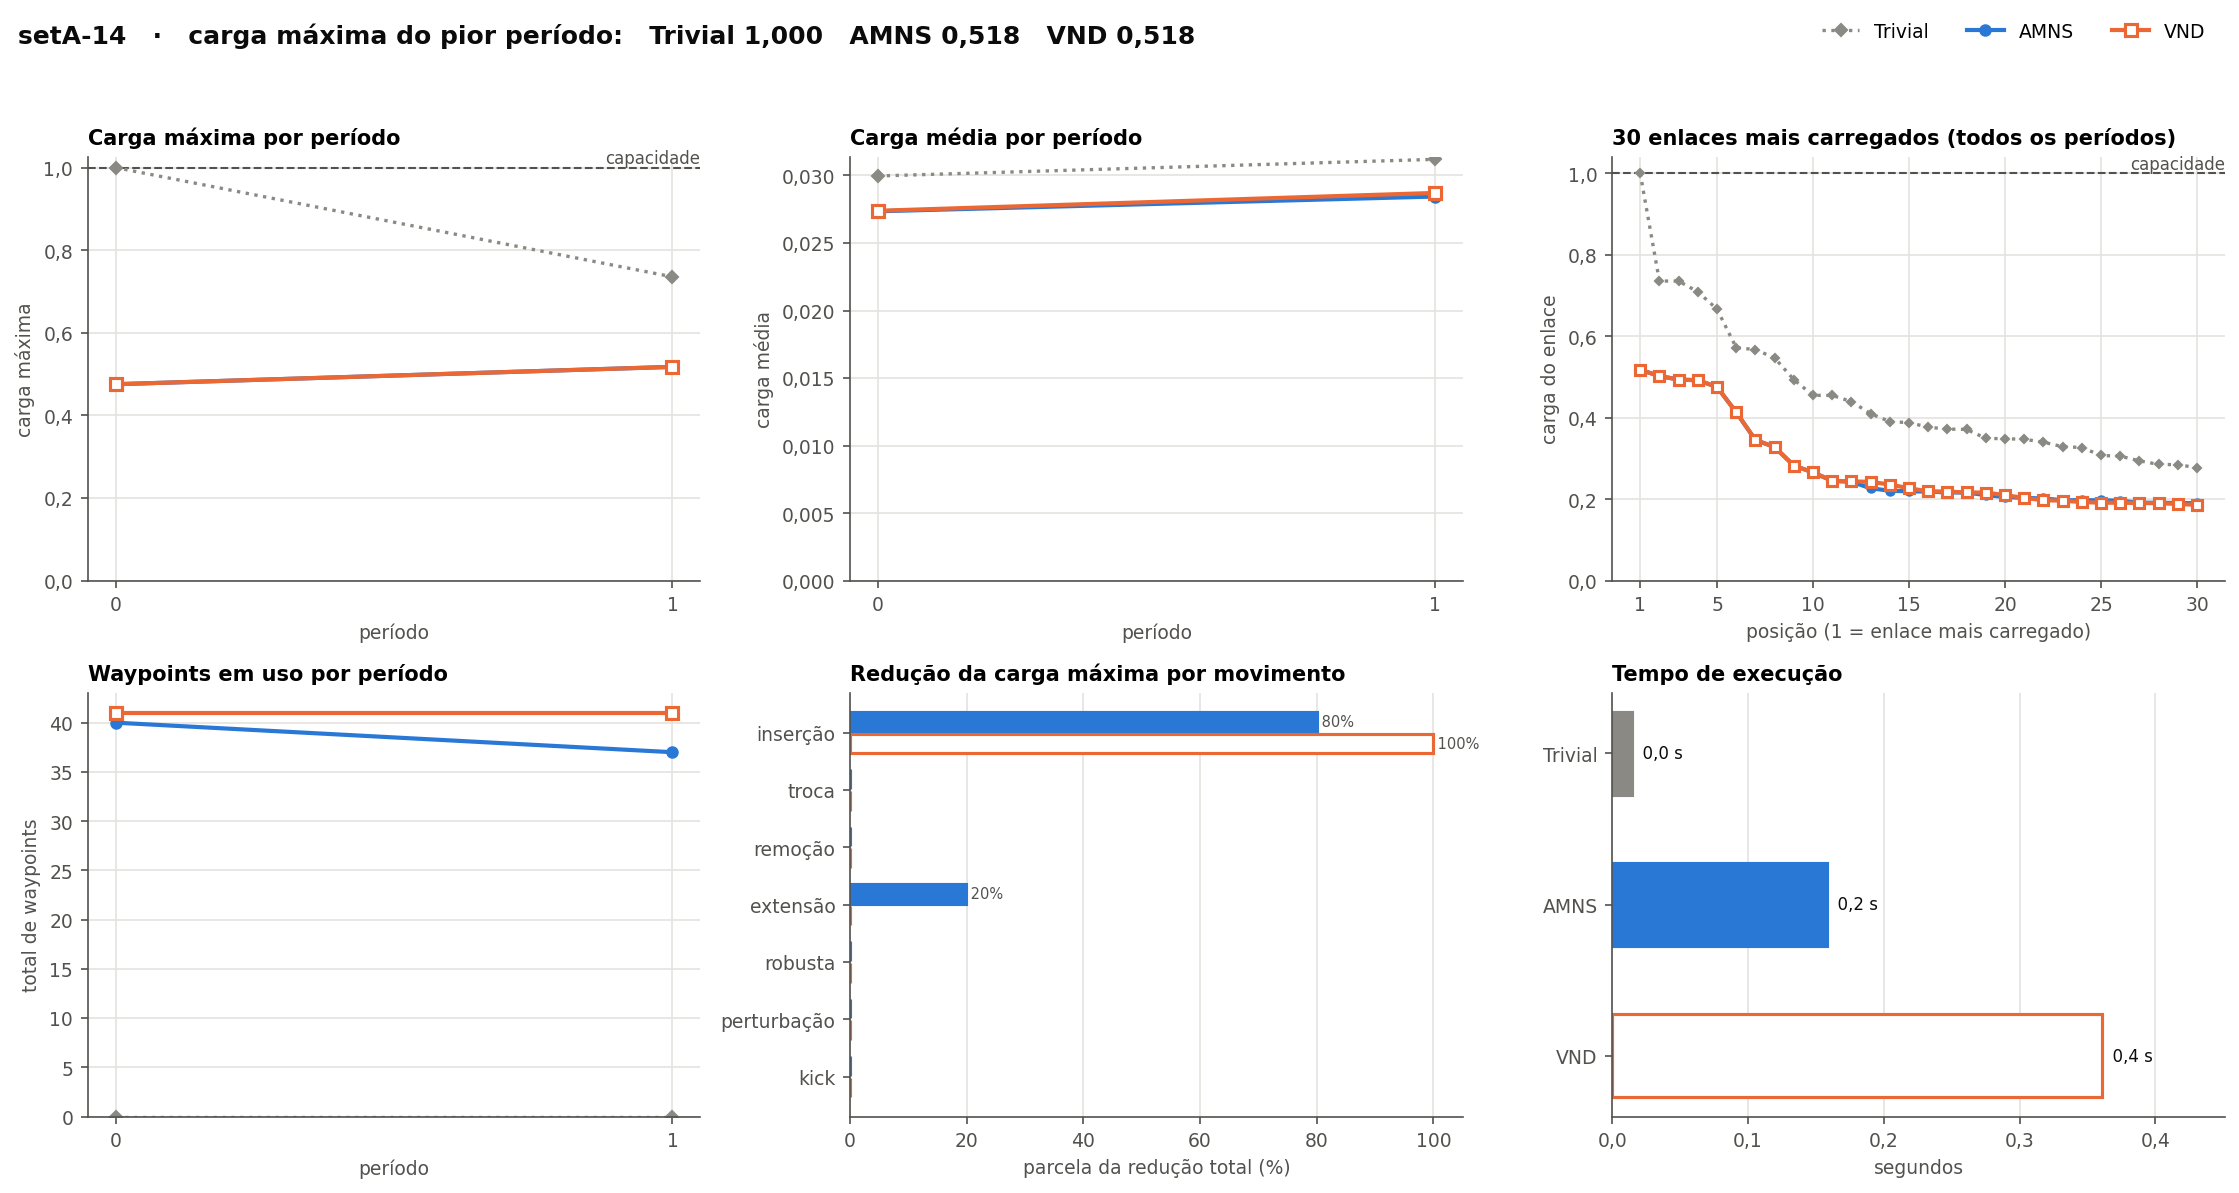 setA-14 · carga máxima do pior período: Trivial 1,000 AMNS 0,518 VND 0,518
Trivial AMNS VND
Carga máxima por período
capacidade
1,0
0,8
0,6
0,4
0,2
0,0
carga máxima
0 1
período
Carga média por período
0,030
0,025
0,020
0,015
0,010
0,005
0,000
carga média
0 1
período
30 enlaces mais carregados (todos os períodos)
capacidade
1,0
0,8
0,6
0,4
0,2
0,0
carga do enlace
1 5 10 15 20 25 30
posição (1 = enlace mais carregado)
Waypoints em uso por período
40
35
30
25
20
15
10
5
0
total de waypoints
0 1
período
Redução da carga máxima por movimento
inserção 80%
100%
troca
remoção
extensão 20%
robusta
perturbação
kick
0 20 40 60 80 100
parcela da redução total (%)
Tempo de execução
Trivial 0,0 s
AMNS 0,2 s
VND 0,4 s
0,0 0,1 0,2 0,3 0,4
segundos